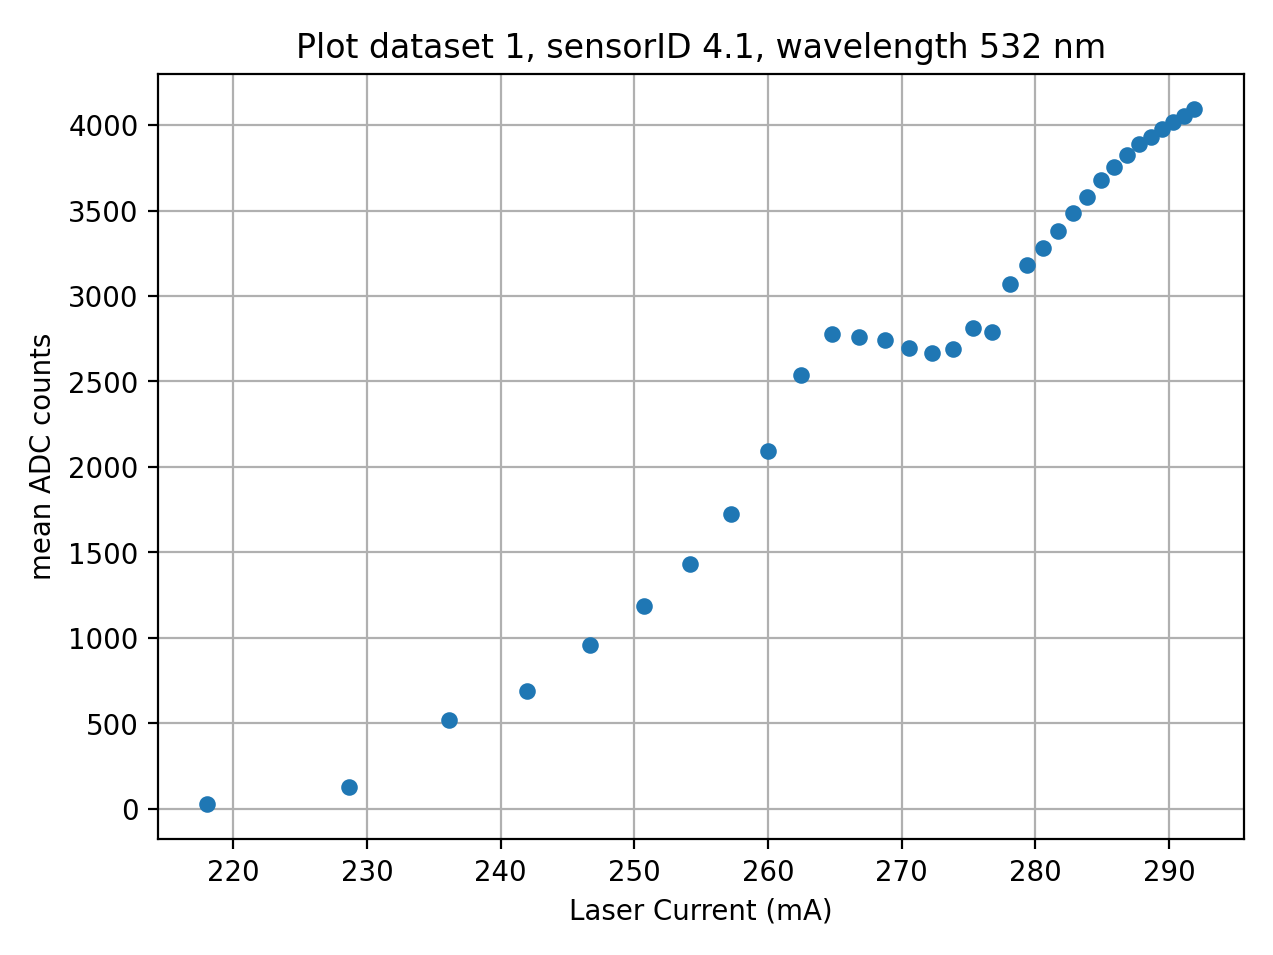 Plot dataset 1, sensorID 4.1, wavelength 532 nm
4000
3500
3000
2500
2000
1500
1000
500
0
mean ADC counts
220 230 240 250 260 270 280 290
Laser Current (mA)